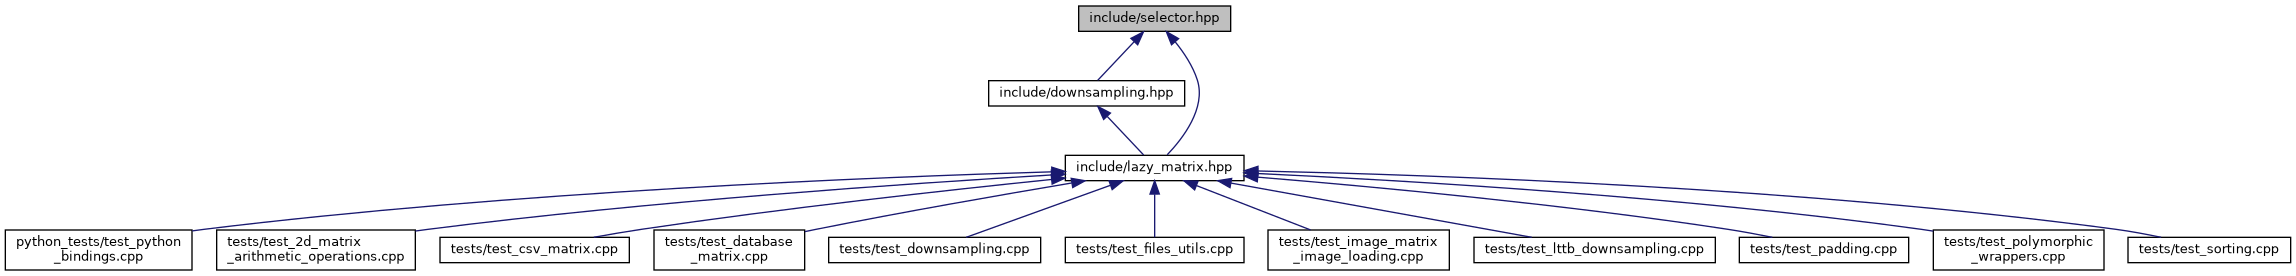 include/selector.hpp
include/downsampling.hpp
include/lazy_matrix.hpp
python_tests/test_python
_bindings.cpp
tests/test_2d_matrix
_arithmetic_operations.cpp
tests/test_csv_matrix.cpp
tests/test_database
_matrix.cpp
tests/test_downsampling.cpp
tests/test_files_utils.cpp
tests/test_image_matrix
_image_loading.cpp
tests/test_lttb_downsampling.cpp
tests/test_padding.cpp
tests/test_polymorphic
_wrappers.cpp
tests/test_sorting.cpp